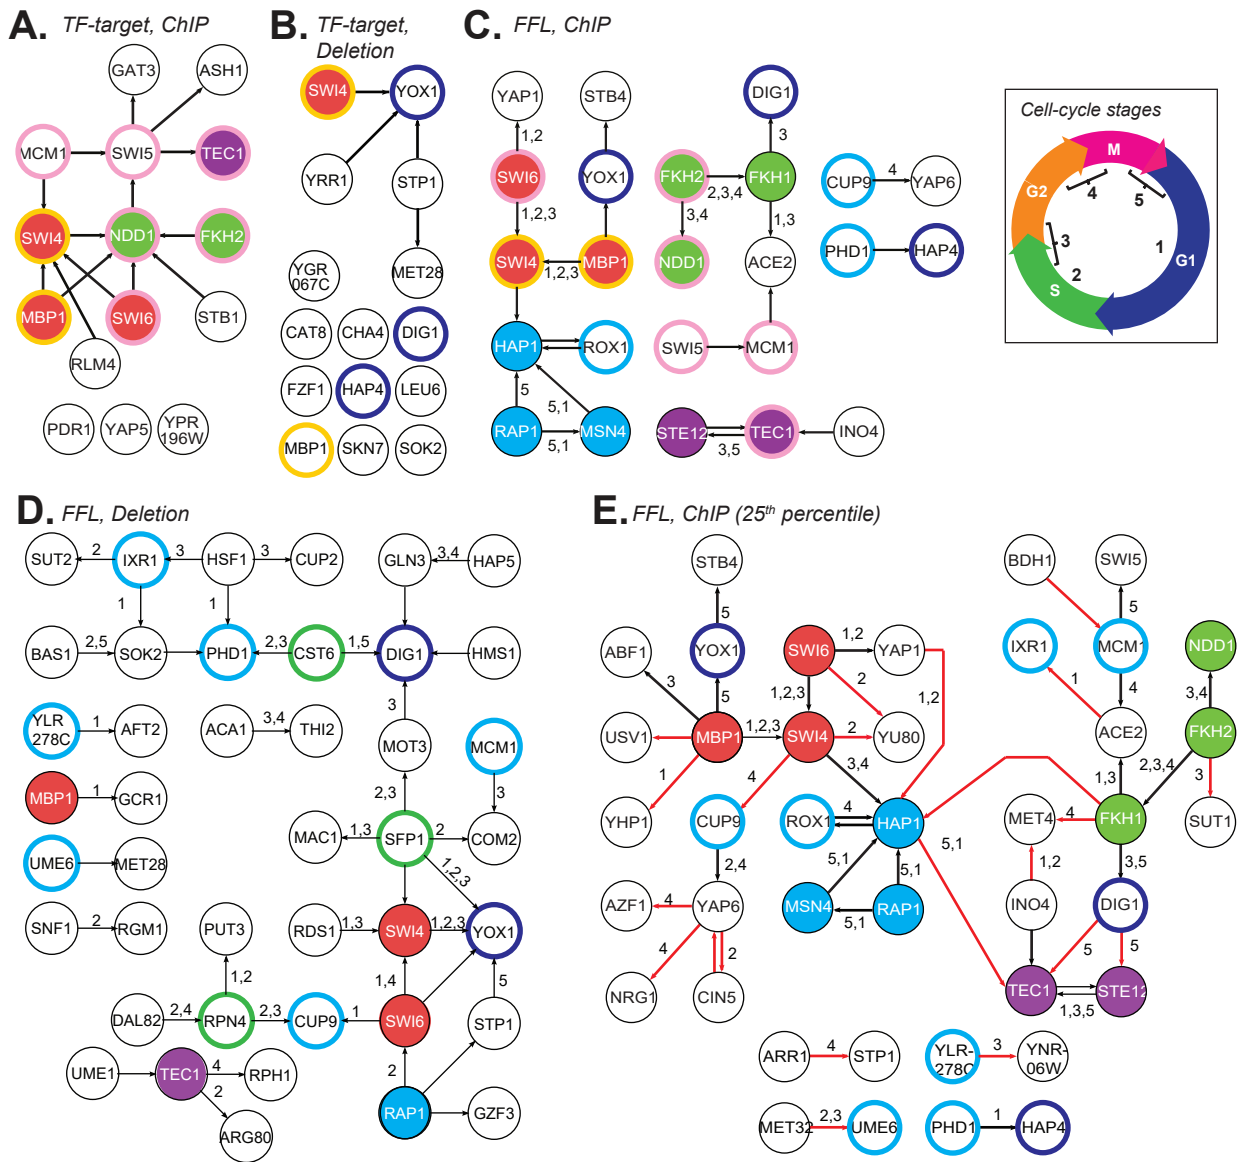 A. TF-target, ChIP
GAT3
ASH1
MCM1
SWI5
TEC1
SWI4
NDD1
FKH2
MBP1
SWI6
STB1
RLM4
PDR1
YAP5
YPR
196W
B. TF-target,
Deletion
SWI4
YOX1
YRR1
STP1
YGR
067C
MET28
CAT8
CHA4
DIG1
FZF1
HAP4
LEU6
MBP1
SKN7
SOK2
C. FFL, ChIP
YAP1
STB4
DIG1
1,2
3
SWI6
YOX1
FKH2
2,3,4
FKH1
CUP9
4
YAP6
1,2,3
3,4
1,3
SWI4
1,2,3
MBP1
NDD1
ACE2
PHD1
HAP4
HAP1
ROX1
SWI5
MCM1
5
5,1
RAP1
5,1
MSN4
STE12
3,5
TEC1
INO4
Cell-cycle stages
M
G2
4
5
3
1
G1
2
S
D. FFL, Deletion
SUT2
2
IXR1
3
HSF1
3
CUP2
GLN3
3,4
HAP5
1
1
BAS1
2,5
SOK2
PHD1
2,3
CST6
1,5
DIG1
HMS1
YLR
278C
1
AFT2
ACA1
3,4
THI2
3
MOT3
MCM1
MBP1
1
GCR1
2,3
3
MAC1
1,3
SFP1
2
COM2
UME6
MET28
1,2,3
SNF1
2
RGM1
PUT3
RDS1
1,3
SWI4
1,2,3
YOX1
1,2
1,4
5
DAL82
2,4
RPN4
2,3
CUP9
1
SWI6
STP1
UME1
TEC1
4
RPH1
2
2
ARG80
RAP1
GZF3
E. FFL, ChIP (25th percentile)
STB4
BDH1
SWI5
5
5
ABF1
YOX1
SWI6
1,2
YAP1
IXR1
MCM1
NDD1
3
5
1,2,3
2
1,2
1
4
3,4
USV1
MBP1
1,2,3
SWI4
2
YU80
ACE2
FKH2
1
4
3,4
1,3
2,3,4
3
YHP1
CUP9
ROX1
4
HAP1
MET4
4
FKH1
SUT1
2,4
5,1
5,1
5,1
1,2
3,5
AZF1
4
YAP6
MSN4
5,1
RAP1
INO4
DIG1
4
2
5
5
NRG1
CIN5
TEC1
1,3,5
STE12
ARR1
4
STP1
YLR-
278C
3
YNR-
06W
MET32
2,3
UME6
PHD1
1
HAP4